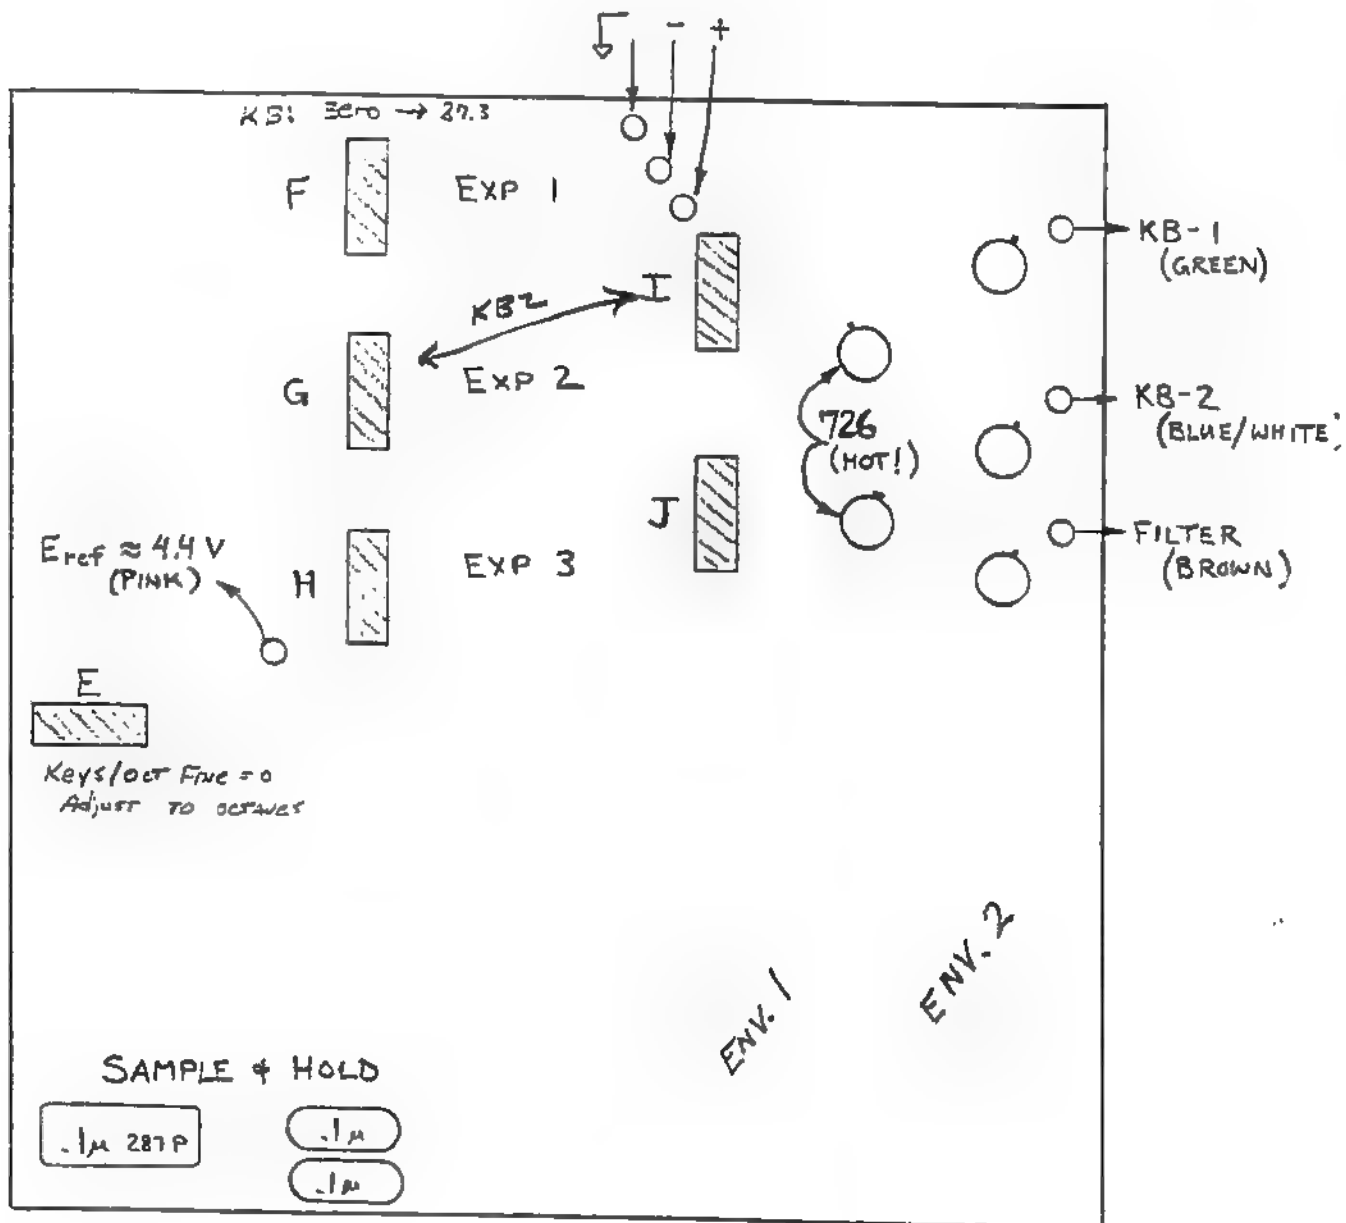 - +
KB1 Zero → 27.3
F
EXP 1
I
KB2
G
EXP 2
KB-1
(GREEN)
KB-2
(BLUE/WHITE)
726
(HOT!)
J
FILTER
(BROWN)
Eref ≈ 4.4 V
(PINK)
H
EXP 3
E
Keys/oct Fine = 0
Adjust to octaves
ENV. 1
ENV. 2
SAMPLE & HOLD
.1µ 287P
.1µ
.1µ